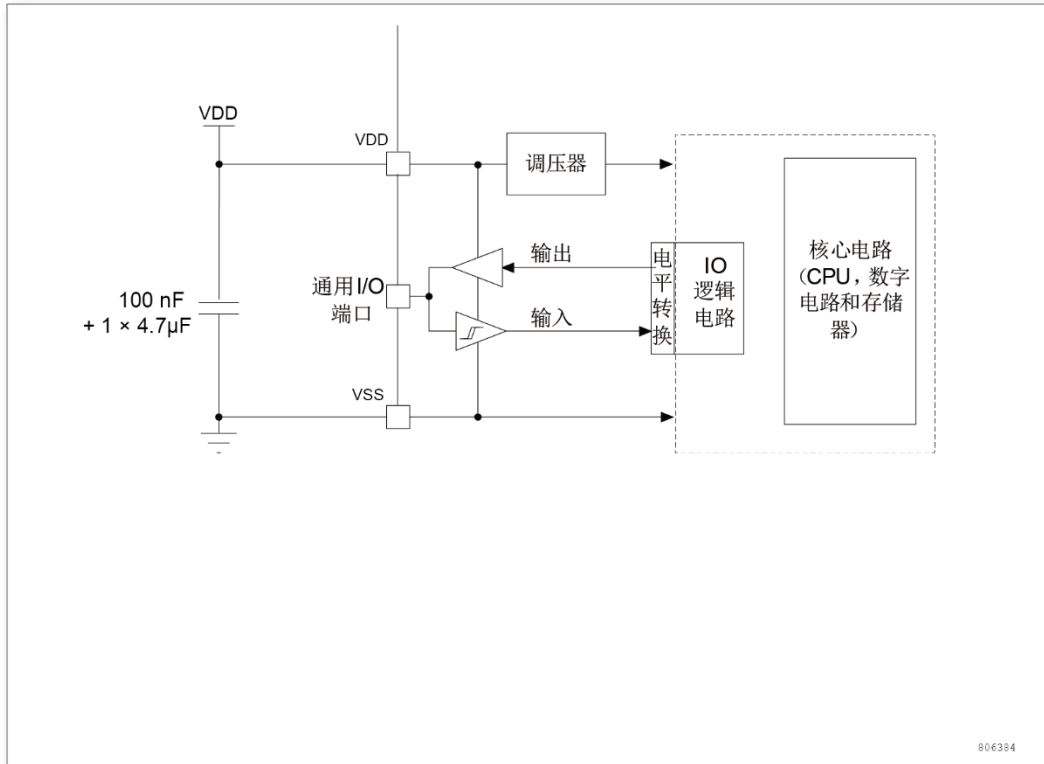 VDD
VDD
调压器
输出
通用I/O
端口
输入
100 nF
+ 1 × 4.7µF
VSS
电
平
转
换
IO
逻辑
电路
核心电路
（CPU，数字
电路和存储
器）
806384